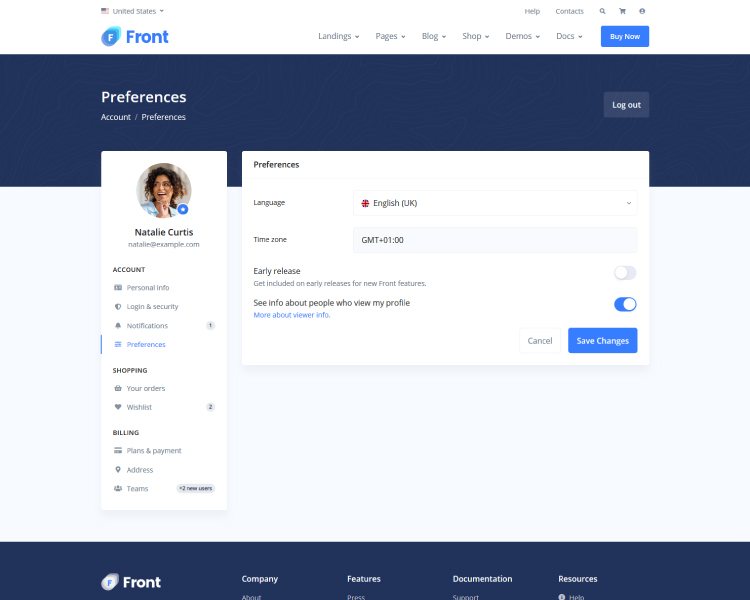 United States
Help Contacts
Front
Landings Pages Blog Shop Demos Docs Buy Now
Preferences
Account / Preferences
Log out
Natalie Curtis
natalie@example.com
ACCOUNT
Personal info
Login & security
Notifications 1
Preferences
SHOPPING
Your orders
Wishlist 2
BILLING
Plans & payment
Address
Teams +2 new users
Preferences
Language English (UK)
Time zone GMT+01:00
Early release
Get included on early releases for new Front features.
See info about people who view my profile
More about viewer info.
Cancel Save Changes
Front
Company Features Documentation Resources
About Press Support Help